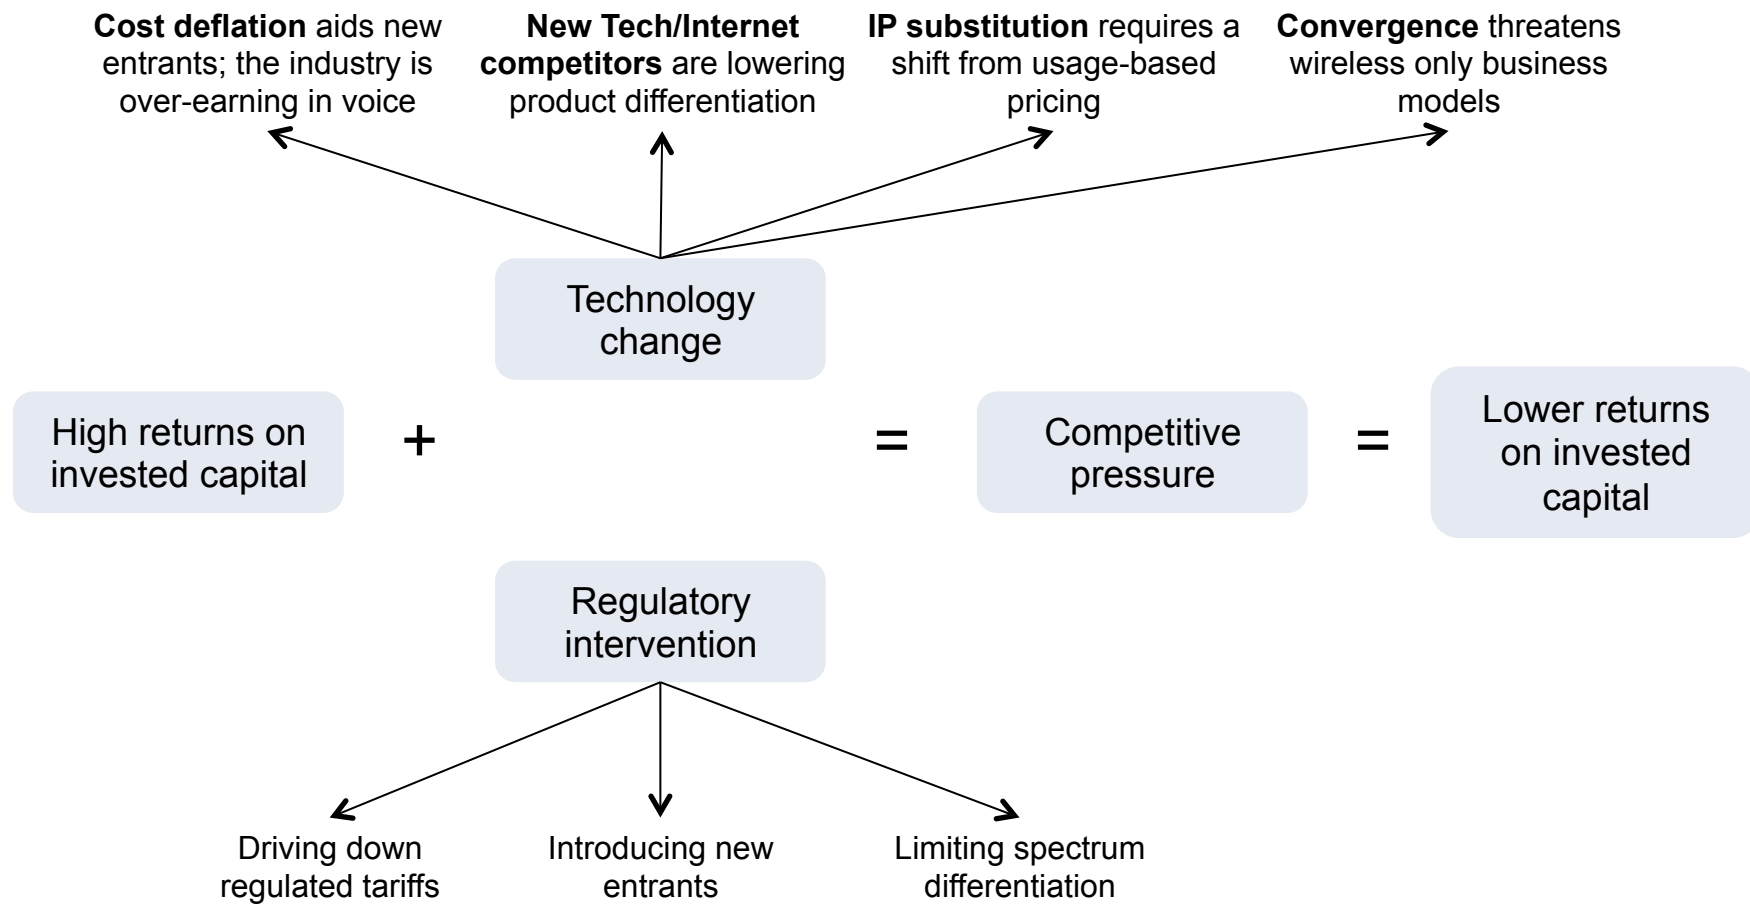 Cost deflation aids new
entrants; the industry is
over-earning in voice
New Tech/Internet
competitors are lowering
product differentiation
IP substitution requires a
shift from usage-based
pricing
Convergence threatens
wireless only business
models
Technology
change
High returns on
invested capital
+
=
Competitive
pressure
=
Lower returns
on invested
capital
Regulatory
intervention
Driving down
regulated tariffs
Introducing new
entrants
Limiting spectrum
differentiation